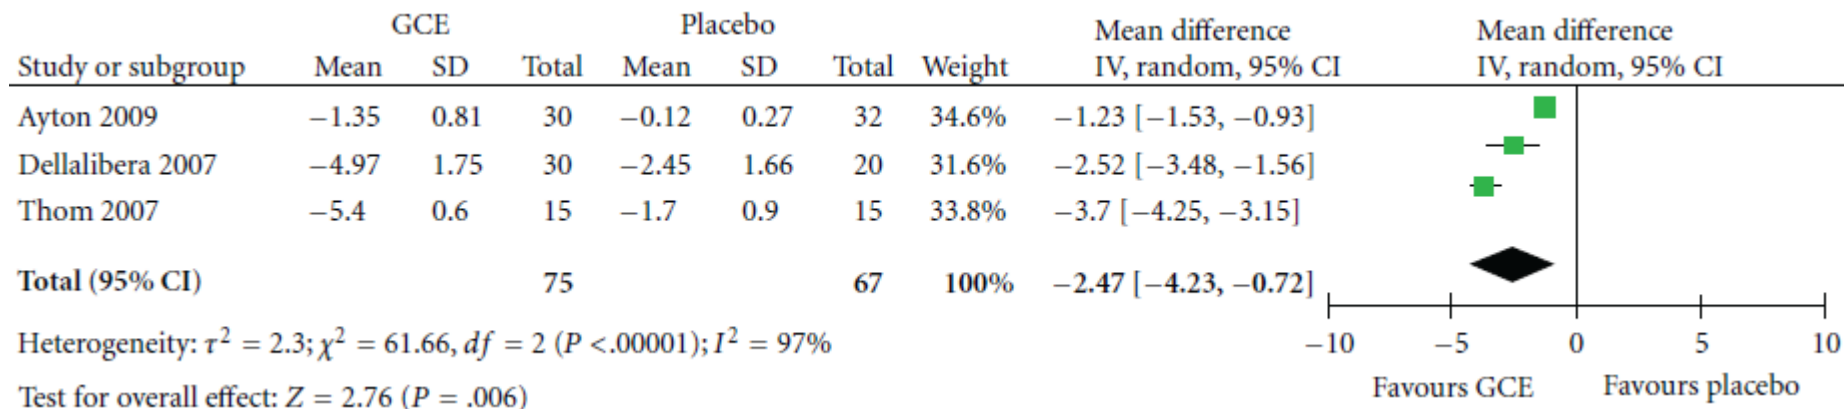 GCE Placebo Mean difference Mean difference
Study or subgroup Mean SD Total Mean SD Total Weight IV, random, 95% CI IV, random, 95% CI
Ayton 2009 −1.35 0.81 30 −0.12 0.27 32 34.6% −1.23 [−1.53, −0.93]
Dellalibera 2007 −4.97 1.75 30 −2.45 1.66 20 31.6% −2.52 [−3.48, −1.56]
Thom 2007 −5.4 0.6 15 −1.7 0.9 15 33.8% −3.7 [−4.25, −3.15]
Total (95% CI) 75 67 100% −2.47 [−4.23, −0.72]
Heterogeneity: τ² = 2.3; χ² = 61.66, df = 2 (P <.00001); I² = 97%
−10 −5 0 5 10
Test for overall effect: Z = 2.76 (P = .006)
Favours GCE Favours placebo